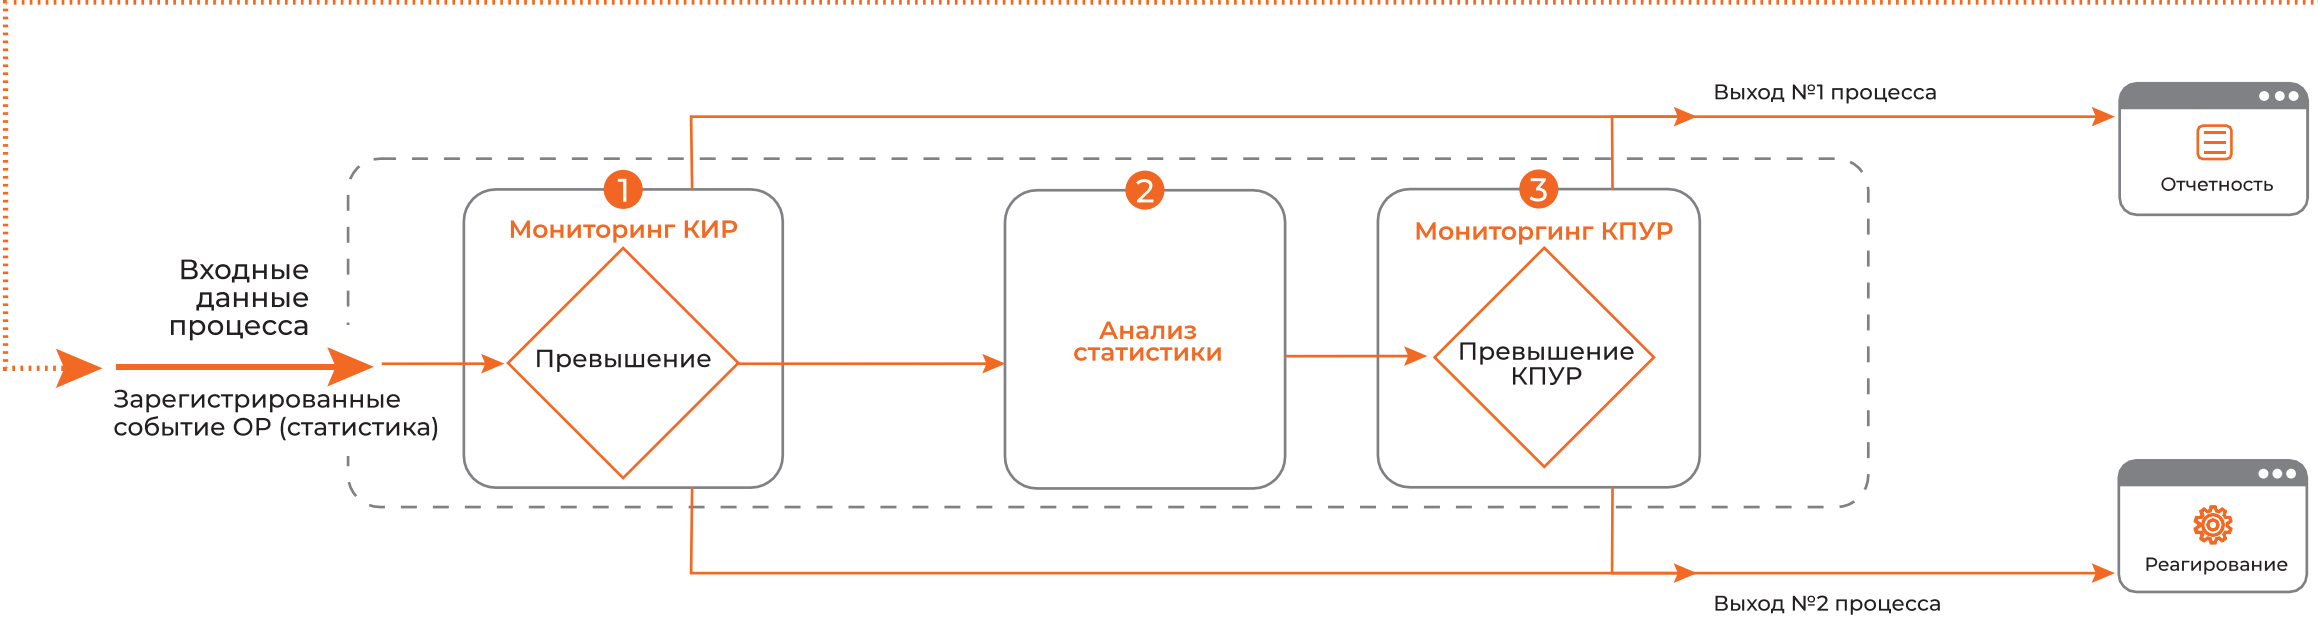 Выход №1 процесса
Отчетность
Входные
данные
процесса
Зарегистрированные
событие ОР (статистика)
1
Мониторинг КИР
Превышение
2
Анализ
статистики
3
Мониторгинг КПУР
Превышение
КПУР
Реагирование
Выход №2 процесса